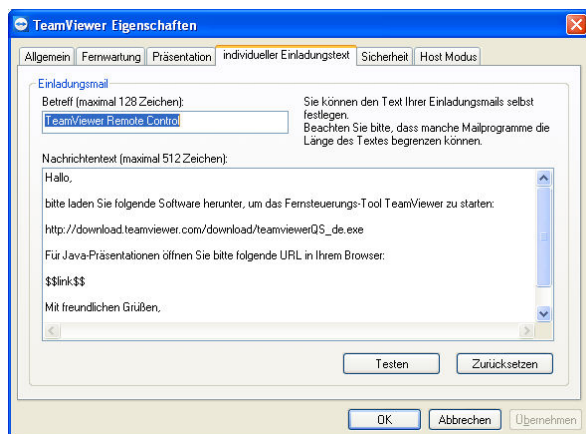 TeamViewer Eigenschaften
Allgemein Fernwartung Präsentation individueller Einladungstext Sicherheit Host Modus
Einladungsmail
Betreff (maximal 128 Zeichen):
TeamViewer Remote Control
Sie können den Text Ihrer Einladungsmails selbst
festlegen.
Beachten Sie bitte, dass manche Mailprogramme die
Länge des Textes begrenzen können.
Nachrichtentext (maximal 512 Zeichen):
Hallo,
bitte laden Sie folgende Software herunter, um das Fernsteuerungs-Tool TeamViewer zu starten:
http://download.teamviewer.com/download/teamviewerQS_de.exe
Für Java-Präsentationen öffnen Sie bitte folgende URL in Ihrem Browser:
$$link$$
Mit freundlichen Grüßen,
Testen Zurücksetzen
OK Abbrechen Übernehmen